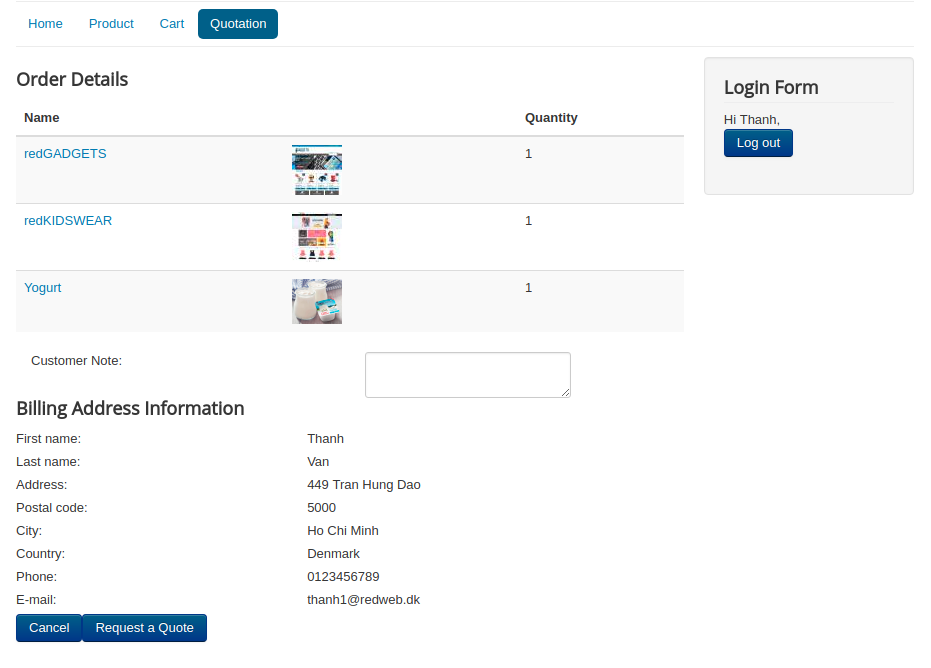 Home Product Cart Quotation
Order Details
Name Quantity
redGADGETS 1
redKIDSWEAR 1
Yogurt 1
Customer Note:
Billing Address Information
First name: Thanh
Last name: Van
Address: 449 Tran Hung Dao
Postal code: 5000
City: Ho Chi Minh
Country: Denmark
Phone: 0123456789
E-mail: thanh1@redweb.dk
Cancel Request a Quote
Login Form
Hi Thanh,
Log out